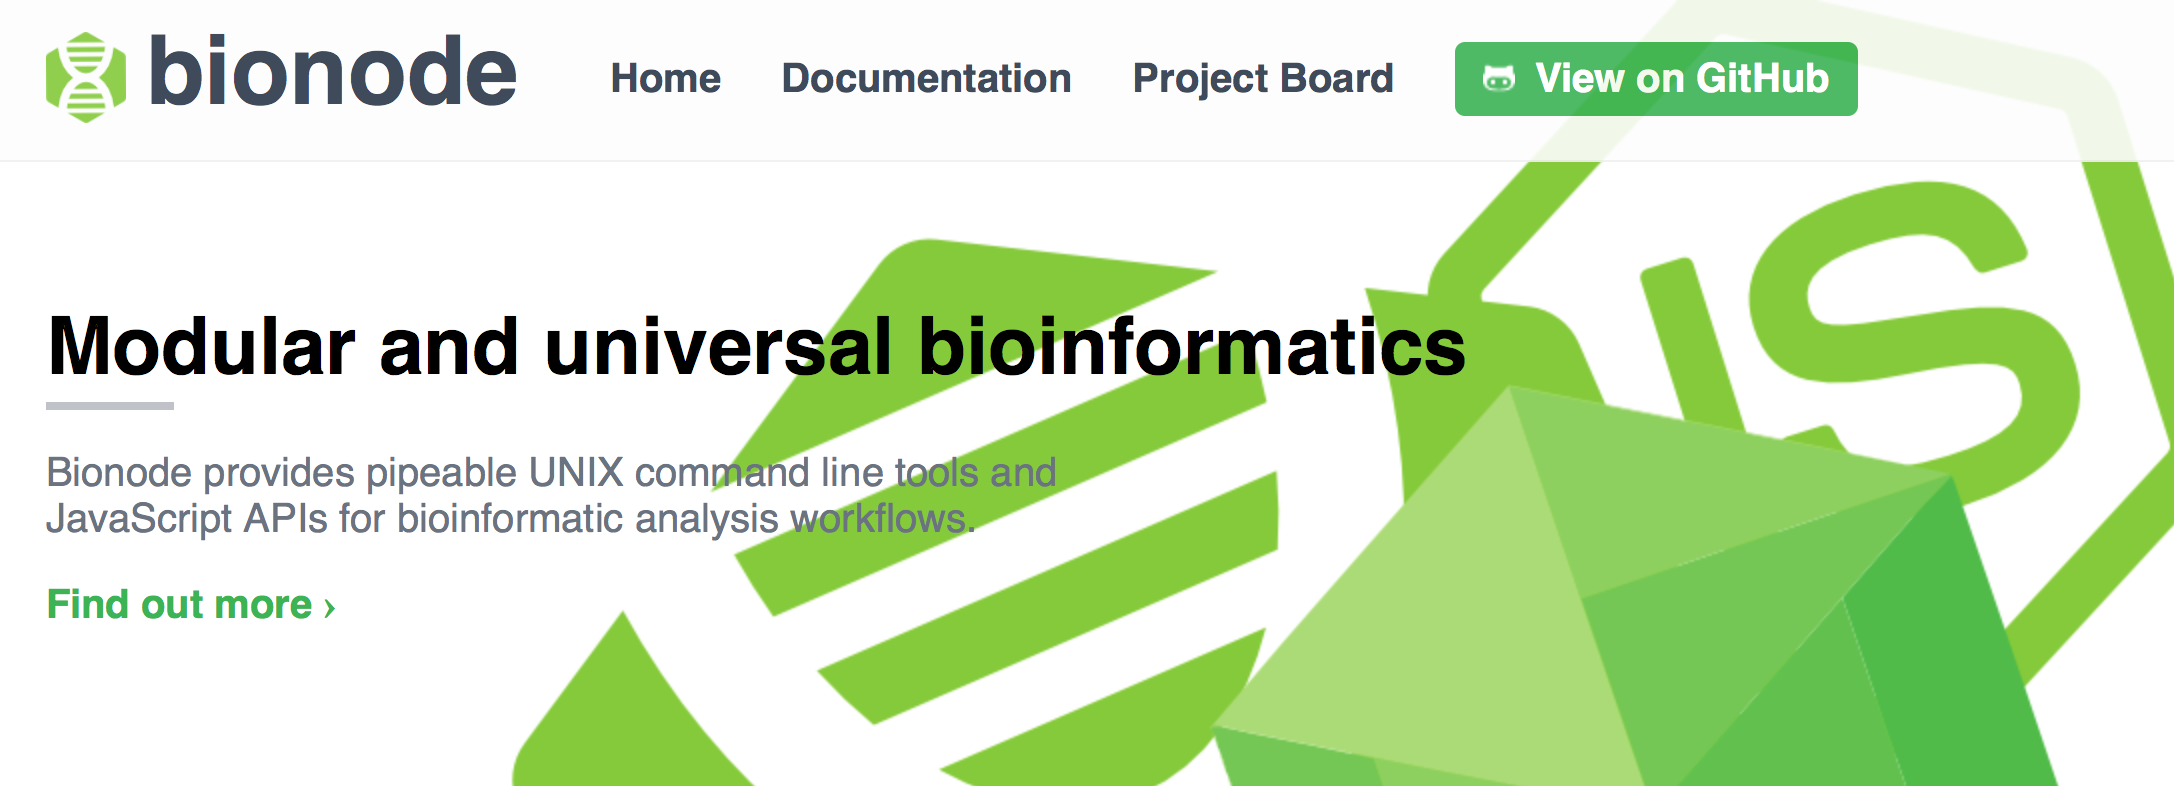 bionode
Home
Documentation
Project Board
View on GitHub
JS
Modular and universal bioinformatics
Bionode provides pipeable UNIX command line tools and
JavaScript APIs for bioinformatic analysis workflows.
Find out more ›